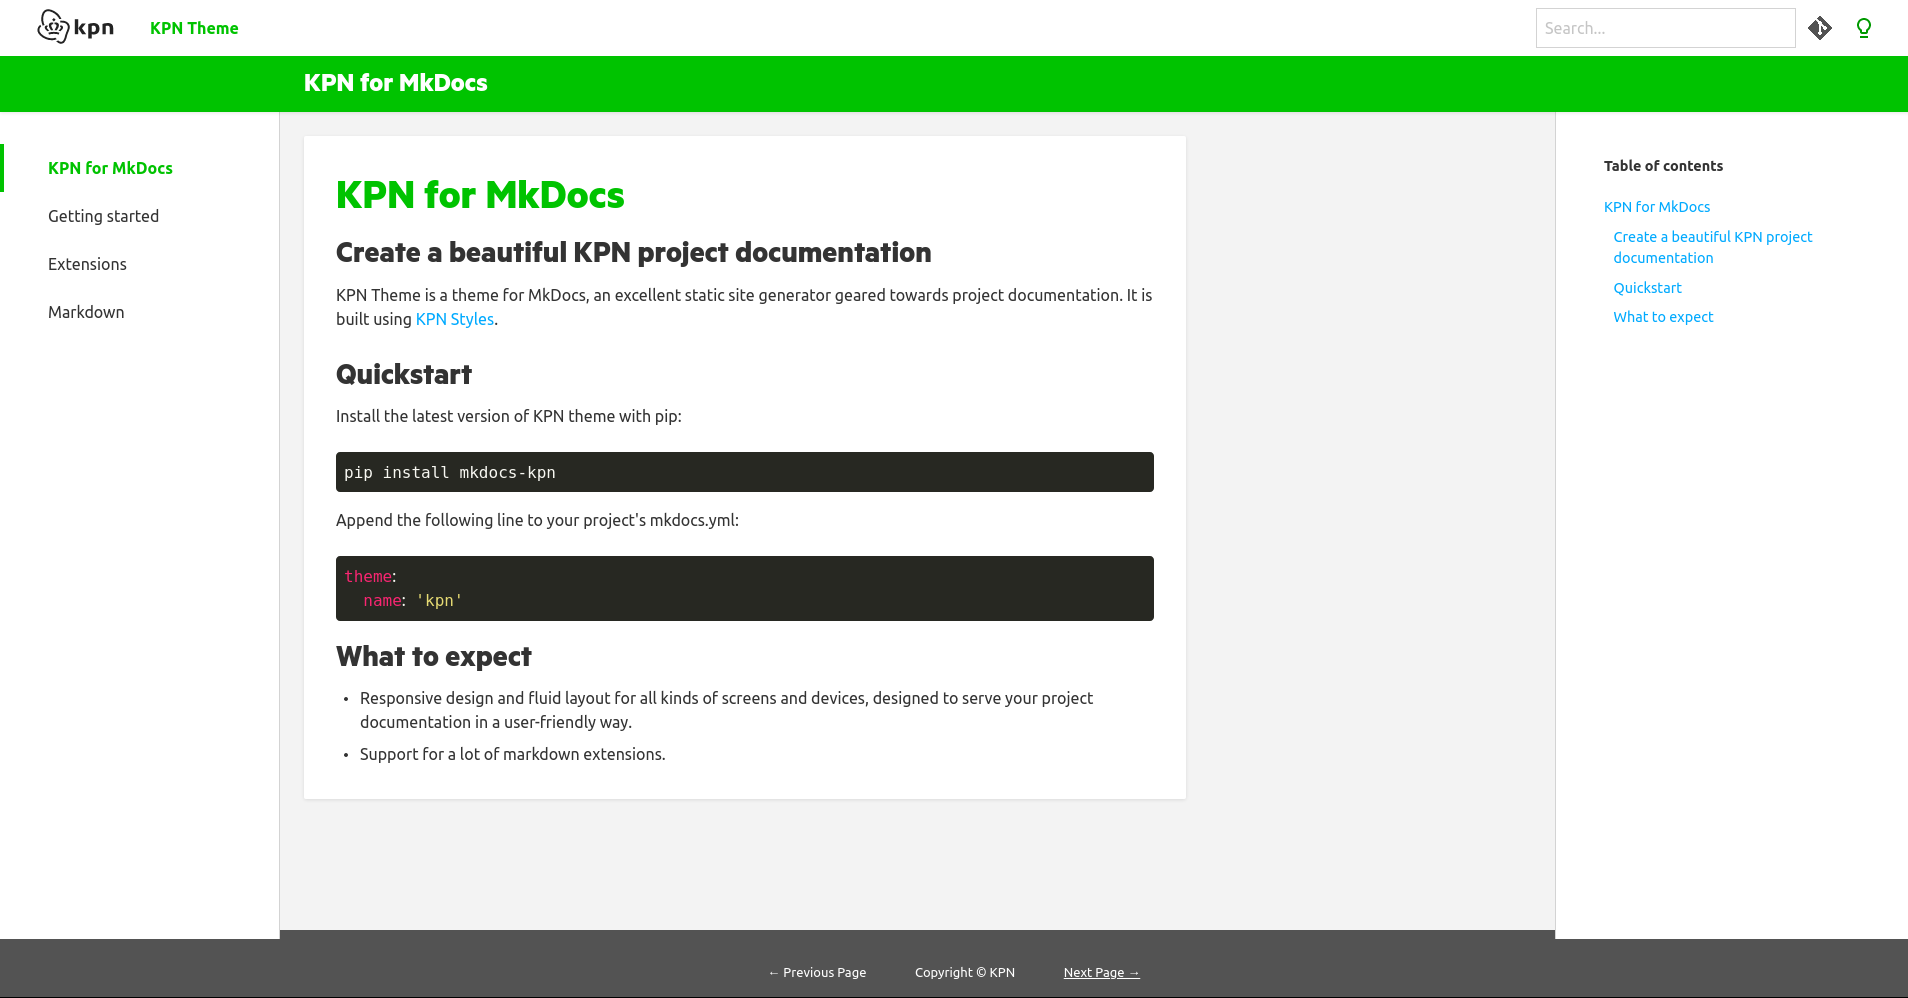 kpn
KPN Theme
Search...
KPN for MkDocs
KPN for MkDocs
Getting started
Extensions
Markdown
KPN for MkDocs
Create a beautiful KPN project documentation
KPN Theme is a theme for MkDocs, an excellent static site generator geared towards project documentation. It is
built using KPN Styles.
Quickstart
Install the latest version of KPN theme with pip:
pip install mkdocs-kpn
Append the following line to your project's mkdocs.yml:
theme:
  name: 'kpn'
What to expect
• Responsive design and fluid layout for all kinds of screens and devices, designed to serve your project
documentation in a user-friendly way.
• Support for a lot of markdown extensions.
Table of contents
KPN for MkDocs
Create a beautiful KPN project
documentation
Quickstart
What to expect
← Previous Page
Copyright © KPN
Next Page →